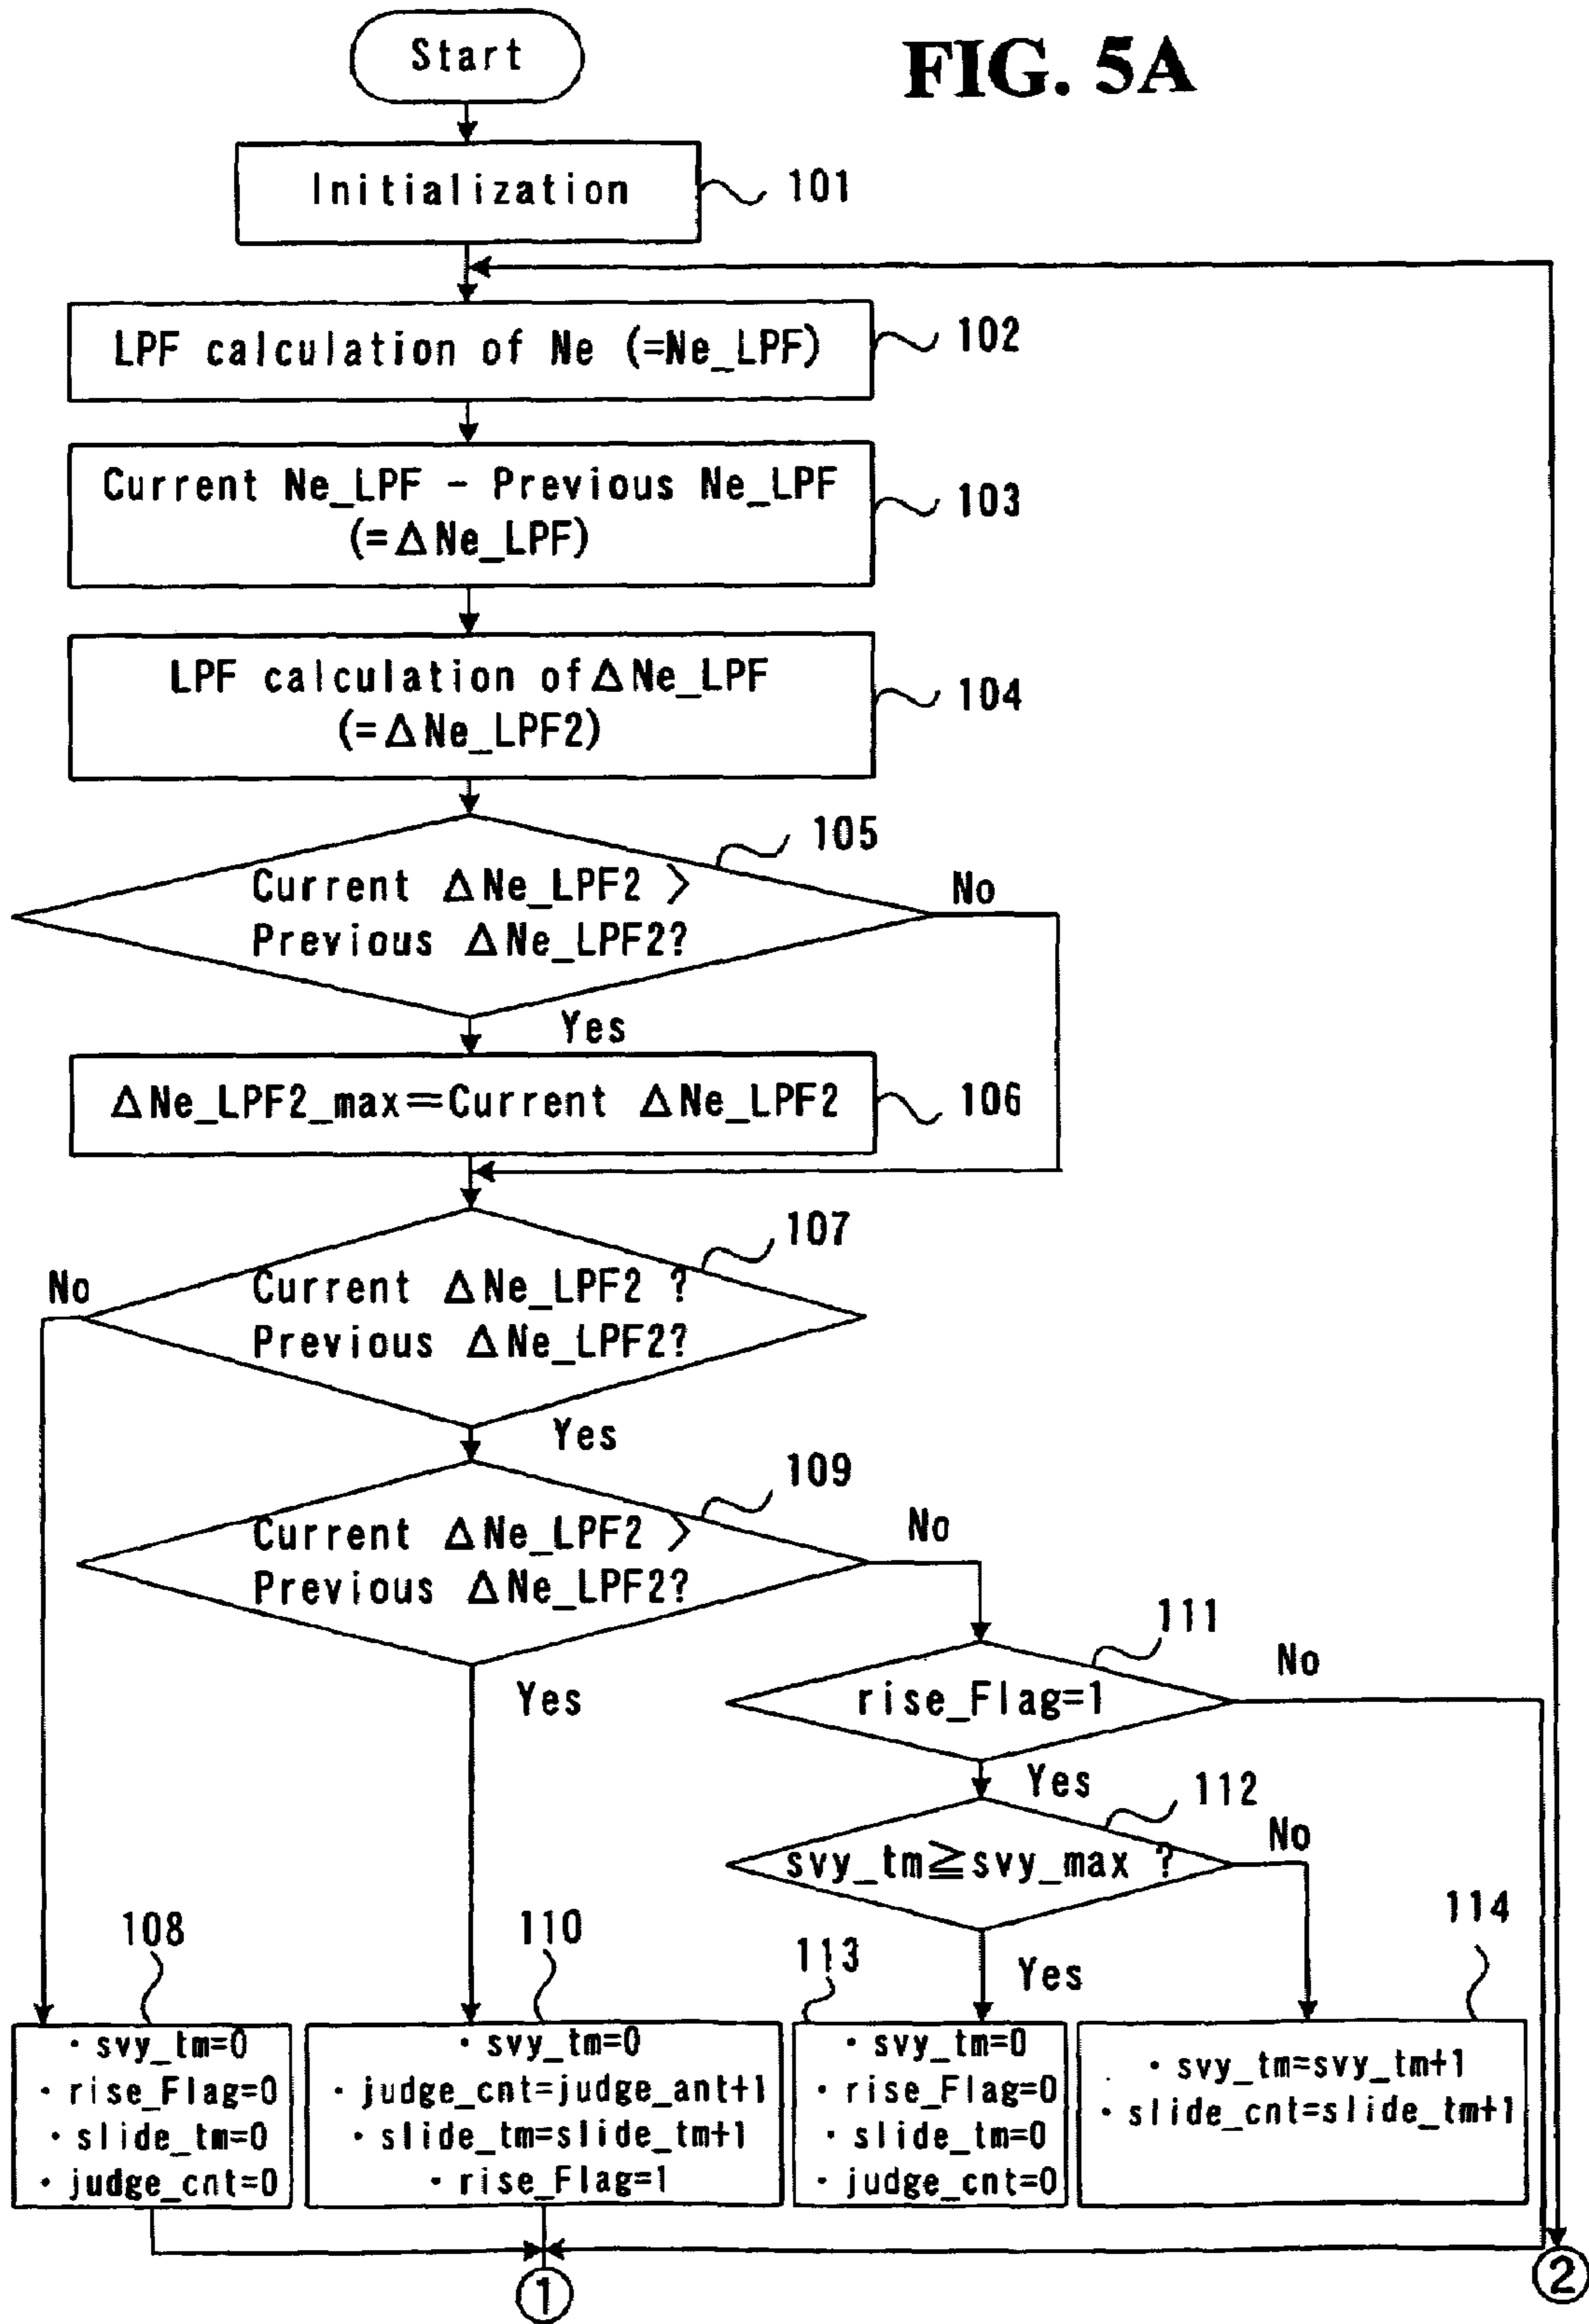 FIG. 5A
Start
Initialization
101
LPF calculation of Ne (=Ne_LPF)
102
Current Ne_LPF - Previous Ne_LPF
(=ΔNe_LPF)
103
LPF calculation of ΔNe_LPF
(=ΔNe_LPF2)
104
105
Current ΔNe_LPF2 >
Previous ΔNe_LPF2?
No
Yes
ΔNe_LPF2_max=Current ΔNe_LPF2
106
107
No
Current ΔNe_LPF2 ?
Previous ΔNe_LPF2?
Yes
109
Current ΔNe_LPF2 >
Previous ΔNe_LPF2?
No
Yes
111
rise_Flag=1
No
Yes
112
svy_tm≧svy_max ?
No
Yes
108
· svy_tm=0
· rise_Flag=0
· slide_tm=0
· judge_cnt=0
110
· svy_tm=0
· judge_cnt=judge_ant+1
· slide_tm=slide_tm+1
· rise_Flag=1
113
· svy_tm=0
· rise_Flag=0
· slide_tm=0
· judge_cnt=0
114
· svy_tm=svy_tm+1
· slide_cnt=slide_tm+1
①
②